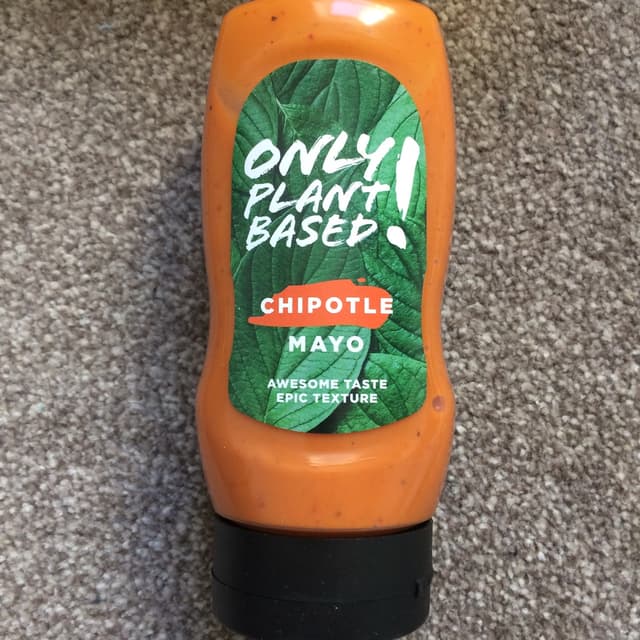 ONLY
PLANT
BASED!
CHIPOTLE
MAYO
AWESOME TASTE
EPIC TEXTURE